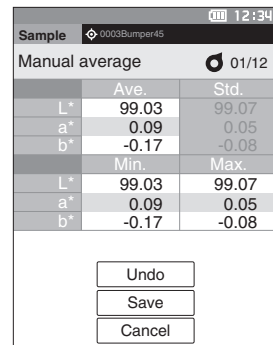 12:34
Sample 0003Bumper45
Manual average 01/12
Ave. Std.
L* 99.03 99.07
a* 0.09 0.05
b* -0.17 -0.08
Min. Max.
L* 99.03 99.07
a* 0.09 0.05
b* -0.17 -0.08
Undo
Save
Cancel